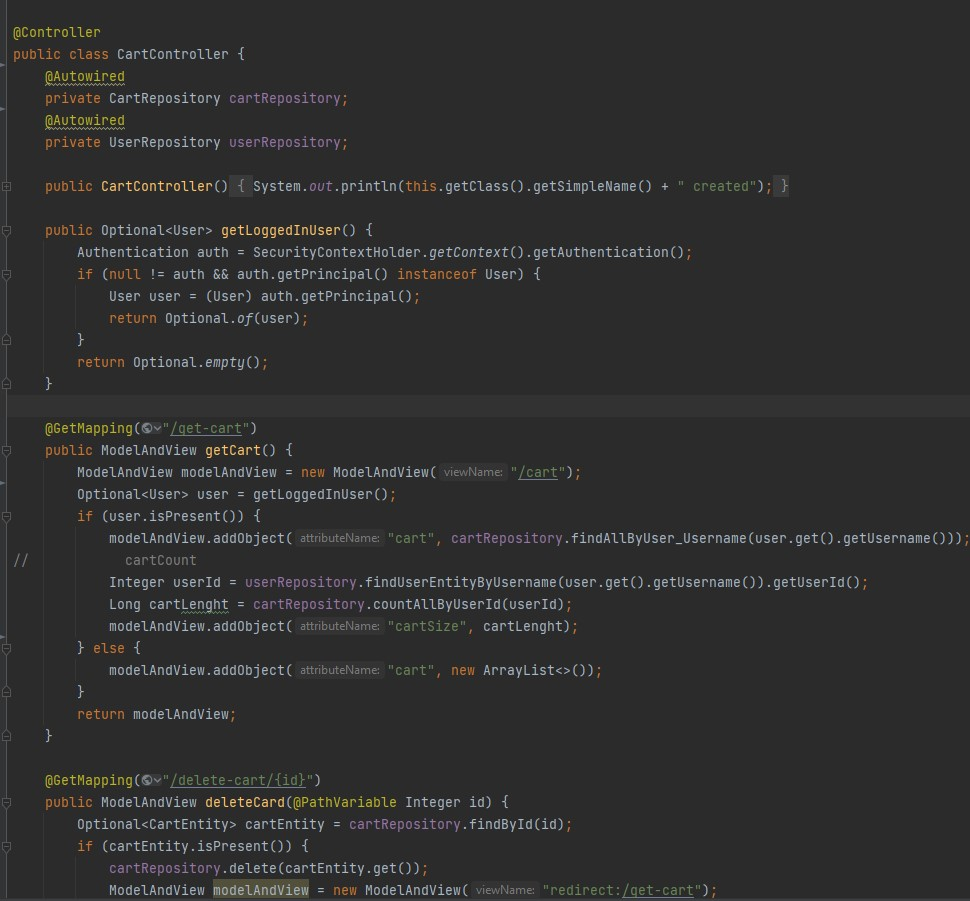 @Controller
public class CartController {
    @Autowired
    private CartRepository cartRepository;
    @Autowired
    private UserRepository userRepository;

    public CartController() { System.out.println(this.getClass().getSimpleName() + " created"); }

    public Optional<User> getLoggedInUser() {
        Authentication auth = SecurityContextHolder.getContext().getAuthentication();
        if (null != auth && auth.getPrincipal() instanceof User) {
            User user = (User) auth.getPrincipal();
            return Optional.of(user);
        }
        return Optional.empty();
    }

    @GetMapping("/get-cart")
    public ModelAndView getCart() {
        ModelAndView modelAndView = new ModelAndView( viewName: "/cart");
        Optional<User> user = getLoggedInUser();
        if (user.isPresent()) {
            modelAndView.addObject( attributeName: "cart", cartRepository.findAllByUser_Username(user.get().getUsername()));
//            cartCount
            Integer userId = userRepository.findUserEntityByUsername(user.get().getUsername()).getUserId();
            Long cartLenght = cartRepository.countAllByUserId(userId);
            modelAndView.addObject( attributeName: "cartSize", cartLenght);
        } else {
            modelAndView.addObject( attributeName: "cart", new ArrayList<>());
        }
        return modelAndView;
    }

    @GetMapping("/delete-cart/{id}")
    public ModelAndView deleteCard(@PathVariable Integer id) {
        Optional<CartEntity> cartEntity = cartRepository.findById(id);
        if (cartEntity.isPresent()) {
            cartRepository.delete(cartEntity.get());
            ModelAndView modelAndView = new ModelAndView( viewName: "redirect:/get-cart");